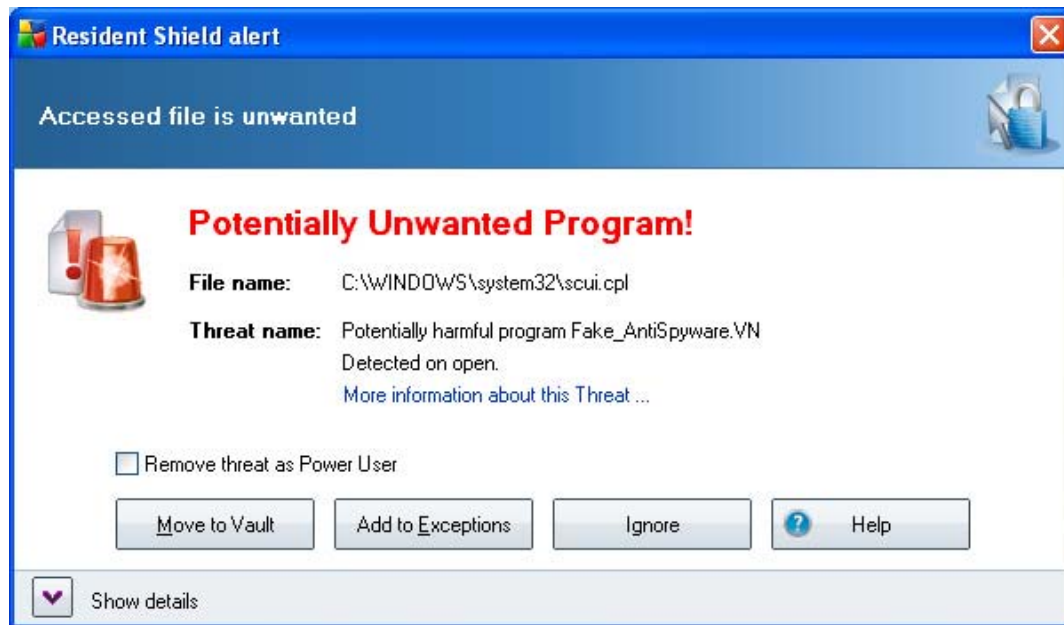 Resident Shield alert
Accessed file is unwanted
Potentially Unwanted Program!
File name: C:\WINDOWS\system32\scui.cpl
Threat name: Potentially harmful program Fake_AntiSpyware.VN
Detected on open.
More information about this Threat ...
Remove threat as Power User
Move to Vault Add to Exceptions Ignore Help
Show details